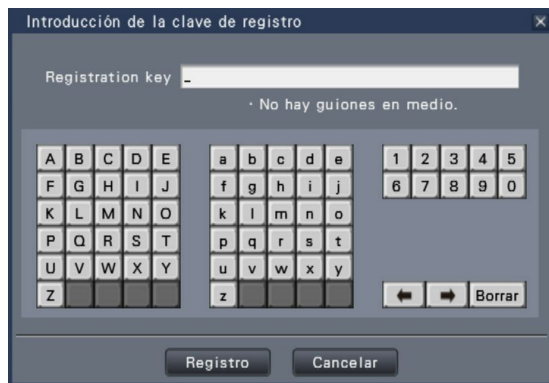 Introducción de la clave de registro
Registration key
· No hay guiones en medio.
A B C D E a b c d e 1 2 3 4 5
F G H I J f g h i j 6 7 8 9 0
K L M N O k l m n o
P Q R S T p q r s t
U V W X Y u v w x y
Z z ← → Borrar
Registro Cancelar